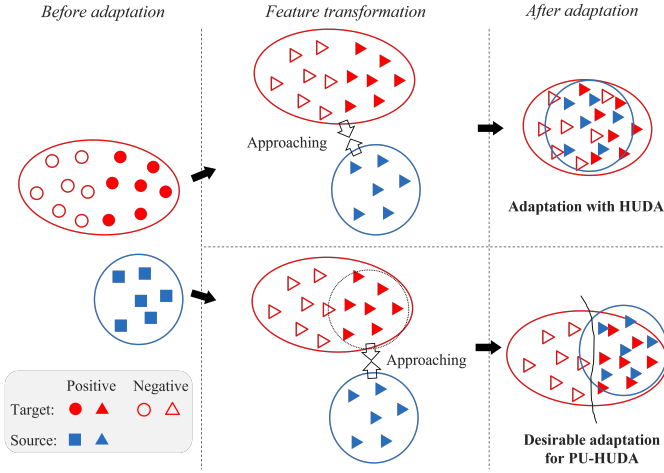 Before adaptation
Feature transformation
After adaptation
Approaching
Adaptation with HUDA
Approaching
Positive Negative
Target:
Source:
Desirable adaptation
for PU-HUDA